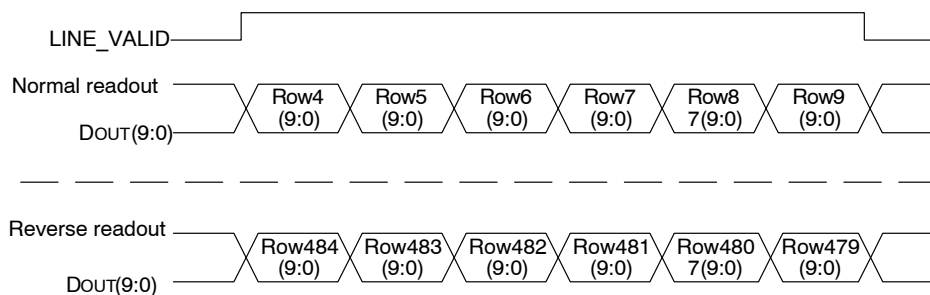 LINE_VALID
Normal readout
Row4 Row5 Row6 Row7 Row8 Row9
(9:0) (9:0) (9:0) (9:0) 7(9:0) (9:0)
DOUT(9:0)
Reverse readout
Row484 Row483 Row482 Row481 Row480 Row479
(9:0) (9:0) (9:0) (9:0) 7(9:0) (9:0)
DOUT(9:0)